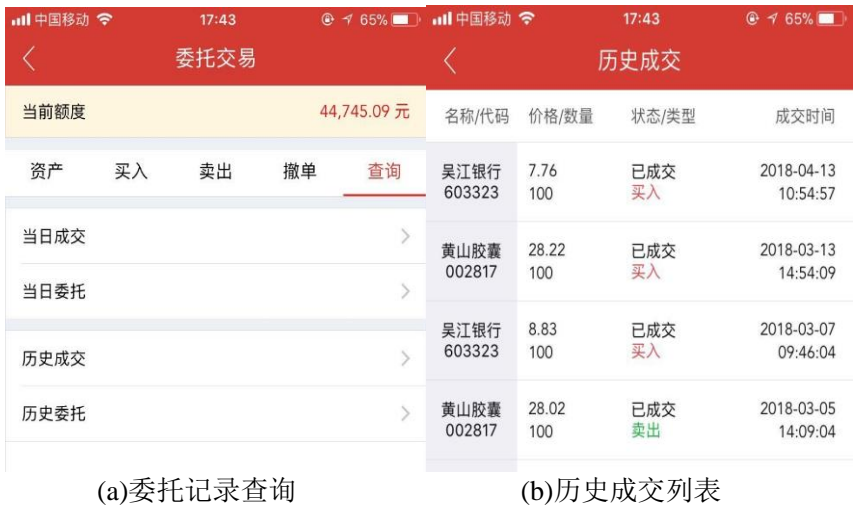 中国移动 17:43 65%
委托交易
当前额度 44,745.09 元
资产 买入 卖出 撤单 查询
当日成交
当日委托
历史成交
历史委托
(a)委托记录查询
中国移动 17:43 65%
历史成交
名称/代码 价格/数量 状态/类型 成交时间
吴江银行 7.76 已成交 2018-04-13
603323 100 买入 10:54:57
黄山胶囊 28.22 已成交 2018-03-13
002817 100 买入 14:54:09
吴江银行 8.83 已成交 2018-03-07
603323 100 买入 09:46:04
黄山胶囊 28.02 已成交 2018-03-05
002817 100 卖出 14:09:04
(b)历史成交列表